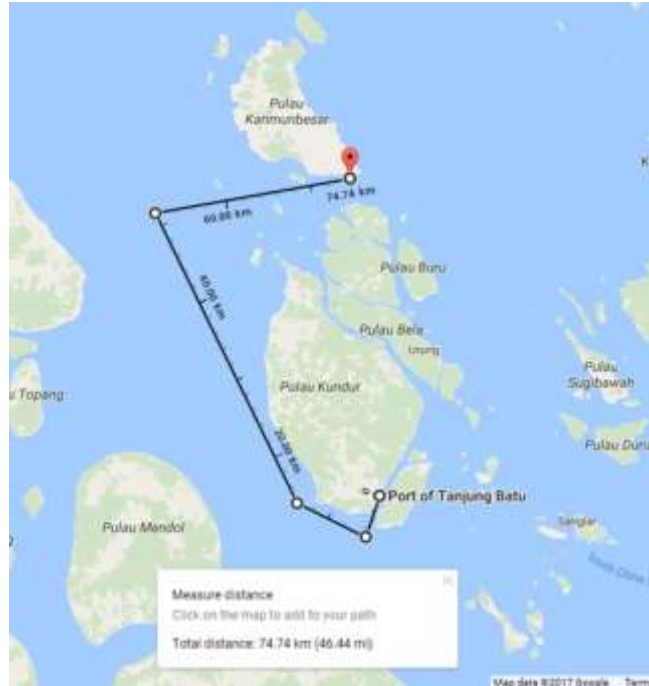 Pulau
Karimunbesar
74.74 km
60.00 km
Pulau Buru
40.00 km
Pulau Bela
Urung
Pulau
Sugibawah
Pulau Kundur
u Topang
20.00 km
Pulau Duru
Port of Tanjung Batu
Pulau Mendol
Sanglar
Measure distance
Click on the map to add to your path
Total distance: 74.74 km (46.44 mi)
Map data ©2017 Google Term